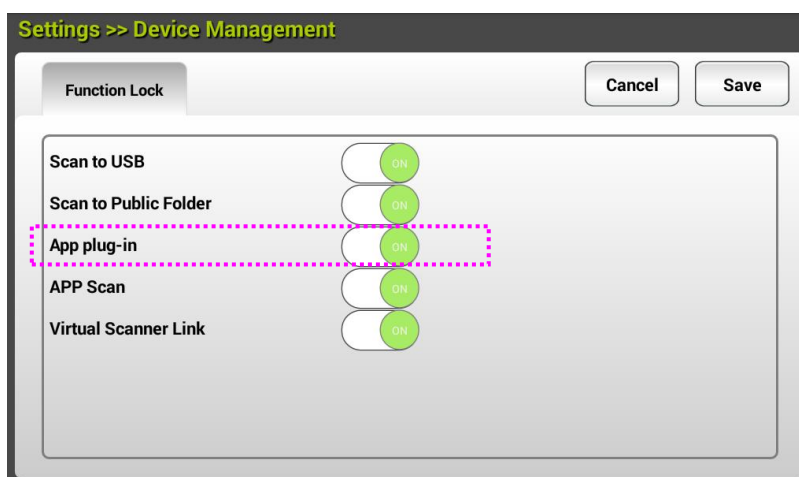 Settings >> Device Management
Function Lock
Cancel
Save
Scan to USB
ON
Scan to Public Folder
ON
App plug-in
ON
APP Scan
ON
Virtual Scanner Link
ON